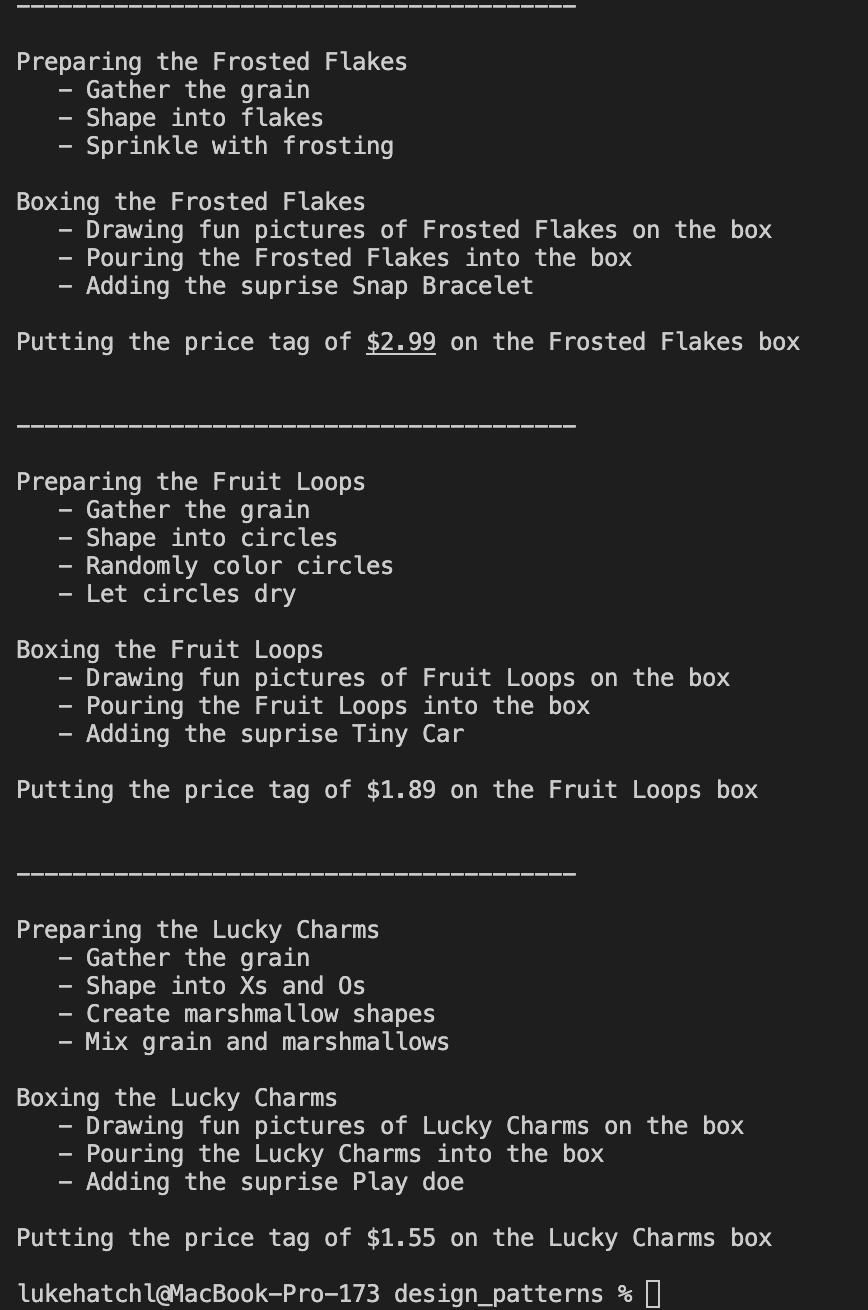 ----------------------------------------
Preparing the Frosted Flakes
   - Gather the grain
   - Shape into flakes
   - Sprinkle with frosting
Boxing the Frosted Flakes
   - Drawing fun pictures of Frosted Flakes on the box
   - Pouring the Frosted Flakes into the box
   - Adding the suprise Snap Bracelet
Putting the price tag of $2.99 on the Frosted Flakes box
----------------------------------------
Preparing the Fruit Loops
   - Gather the grain
   - Shape into circles
   - Randomly color circles
   - Let circles dry
Boxing the Fruit Loops
   - Drawing fun pictures of Fruit Loops on the box
   - Pouring the Fruit Loops into the box
   - Adding the suprise Tiny Car
Putting the price tag of $1.89 on the Fruit Loops box
----------------------------------------
Preparing the Lucky Charms
   - Gather the grain
   - Shape into Xs and Os
   - Create marshmallow shapes
   - Mix grain and marshmallows
Boxing the Lucky Charms
   - Drawing fun pictures of Lucky Charms on the box
   - Pouring the Lucky Charms into the box
   - Adding the suprise Play doe
Putting the price tag of $1.55 on the Lucky Charms box
lukehatchl@MacBook-Pro-173 design_patterns %